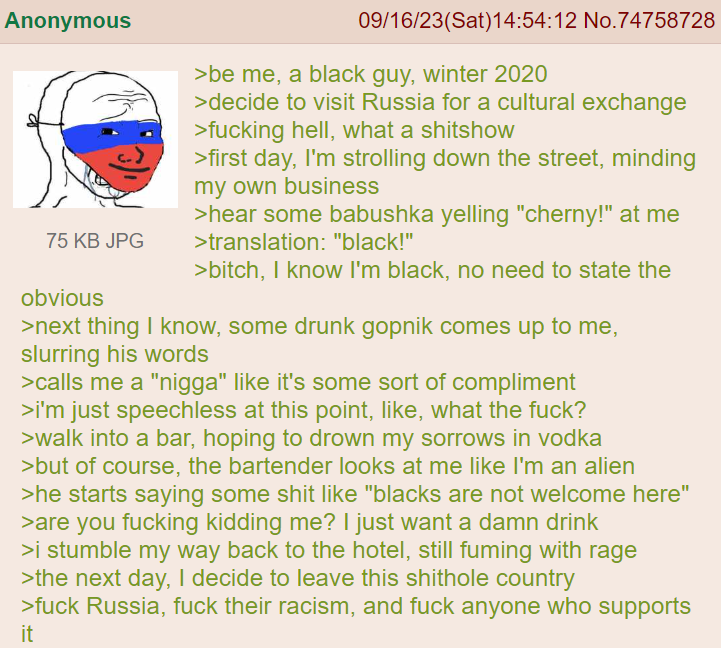 Anonymous 09/16/23(Sat)14:54:12 No.74758728
>be me, a black guy, winter 2020
>decide to visit Russia for a cultural exchange
>fucking hell, what a shitshow
>first day, I'm strolling down the street, minding
my own business
>hear some babushka yelling "cherny!" at me
>translation: "black!"
>bitch, I know I'm black, no need to state the
obvious
75 KB JPG
>next thing I know, some drunk gopnik comes up to me,
slurring his words
>calls me a "nigga" like it's some sort of compliment
>i'm just speechless at this point, like, what the fuck?
>walk into a bar, hoping to drown my sorrows in vodka
>but of course, the bartender looks at me like I'm an alien
>he starts saying some shit like "blacks are not welcome here"
>are you fucking kidding me? I just want a damn drink
>i stumble my way back to the hotel, still fuming with rage
>the next day, I decide to leave this shithole country
>fuck Russia, fuck their racism, and fuck anyone who supports
it